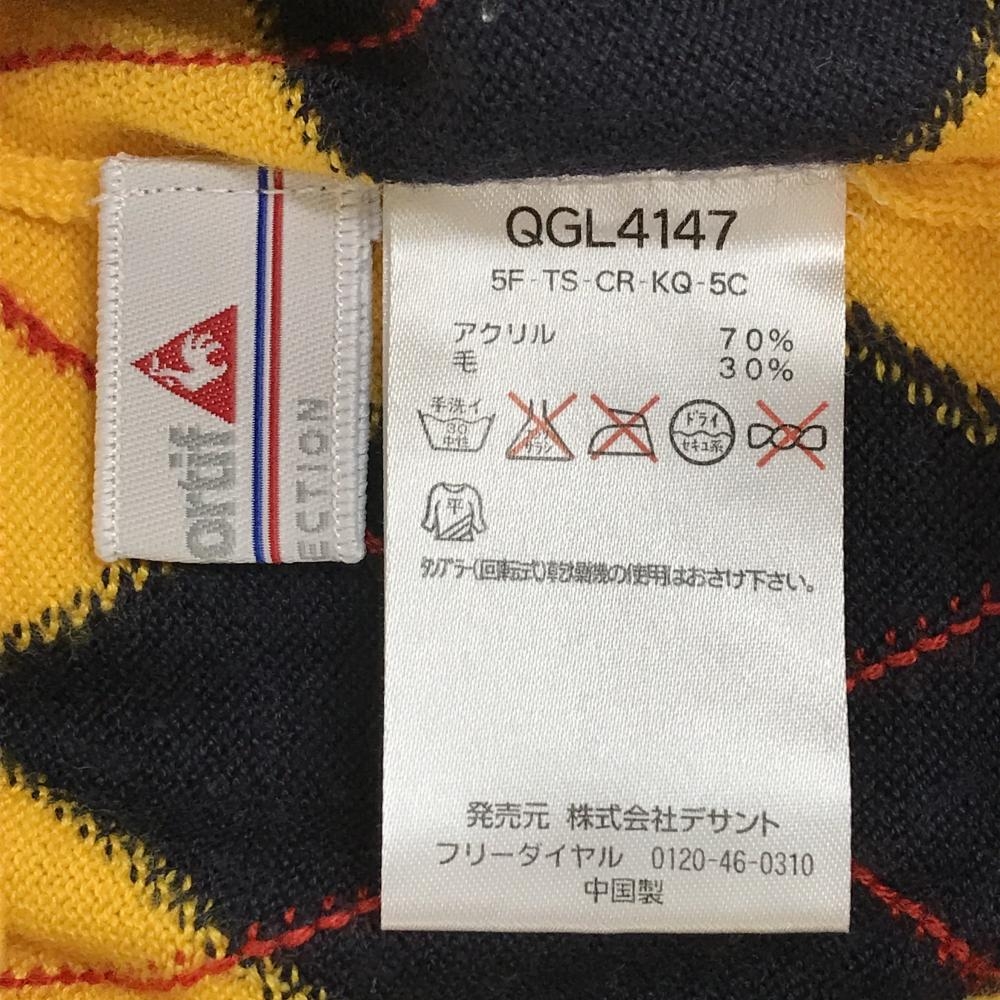 ortif
ECTION
QGL4147
5F-TS-CR-KQ-5C
アクリル 70%
毛 30%
手洗イ
30
中性
ドライ
セキユ系
平
タンブラー(回転式)乾燥機の使用はおさけ下さい。
発売元 株式会社デサント
フリーダイヤル 0120-46-0310
中国製